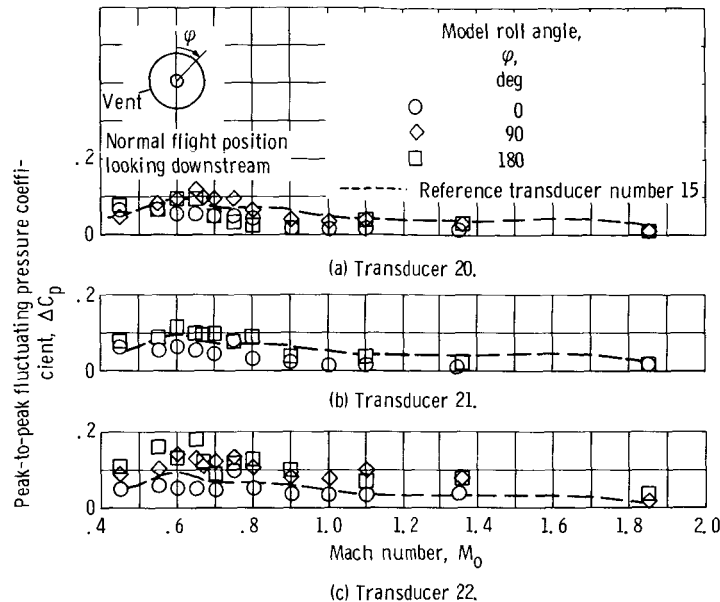 φ
Vent
Normal flight position
looking downstream
Model roll angle,
φ,
deg
0
90
180
Reference transducer number 15
Peak-to-peak fluctuating pressure coeffi-
cient, ΔCp
.2
0
(a) Transducer 20.
.2
0
(b) Transducer 21.
.2
0
.4 .6 .8 1.0 1.2 1.4 1.6 1.8 2.0
Mach number, Mo
(c) Transducer 22.